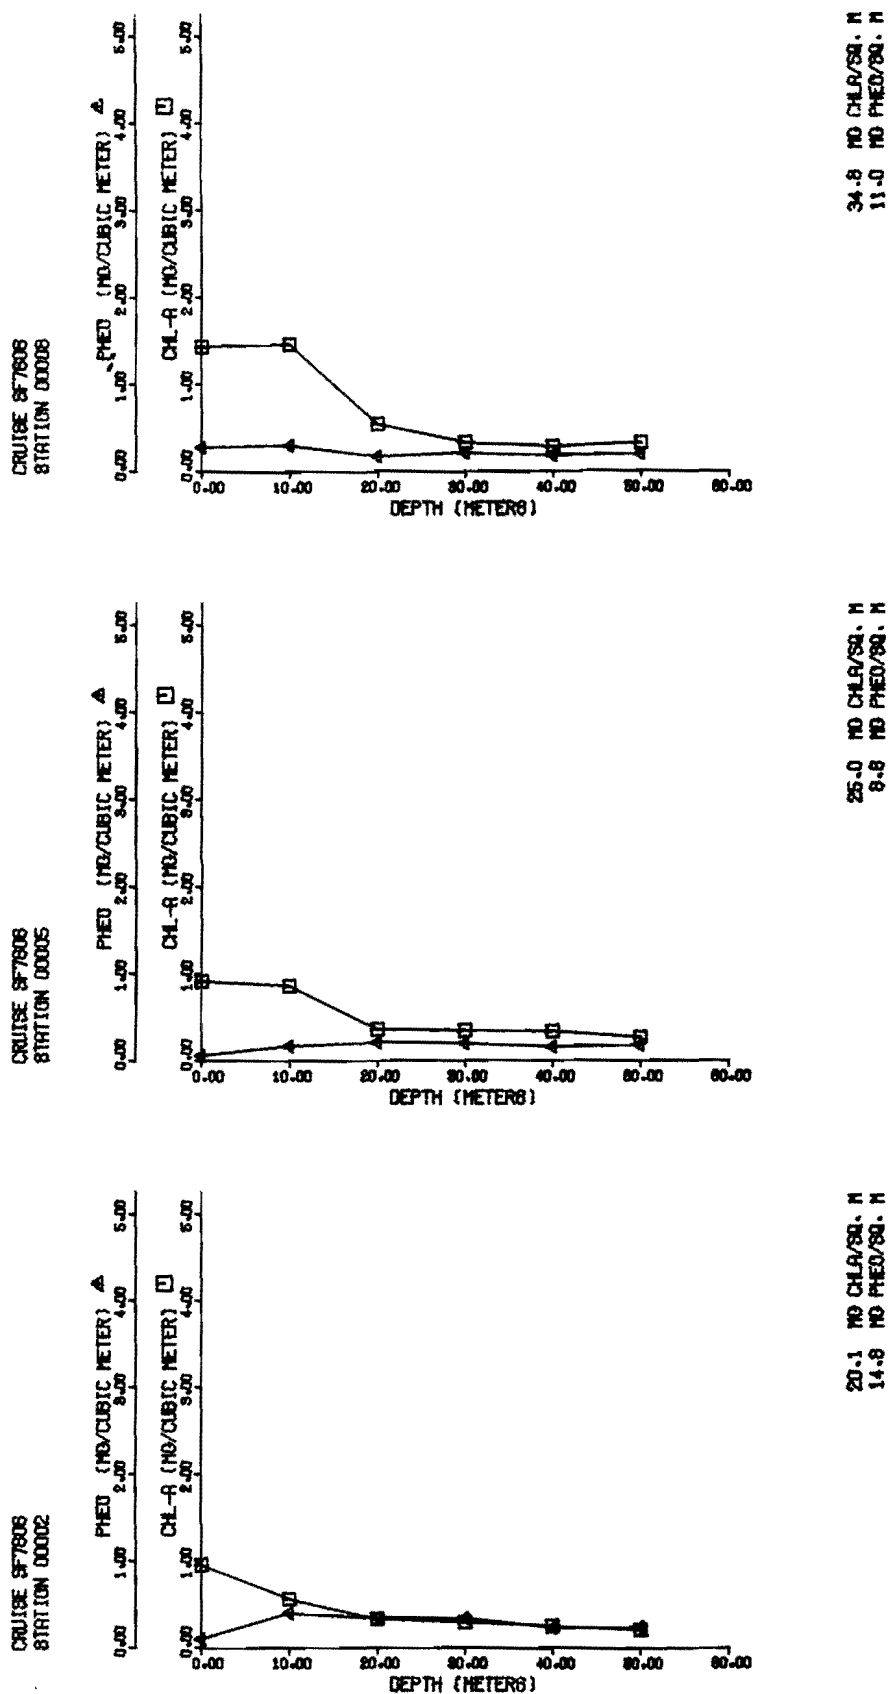 CRUISE SF7808
STATION 00008
PHEO (MG/CUBIC METER)
0.00 1.00 2.00 3.00 4.00 5.00
CHL-A (MG/CUBIC METER)
0.00 1.00 2.00 3.00 4.00 5.00
0.00 10.00 20.00 30.00 40.00 50.00 60.00
DEPTH (METERS)
34.8 MG CHLA/SQ. M
11.0 MG PHEO/SQ. M
CRUISE SF7808
STATION 00005
PHEO (MG/CUBIC METER)
0.00 1.00 2.00 3.00 4.00 5.00
CHL-A (MG/CUBIC METER)
0.00 1.00 2.00 3.00 4.00 5.00
0.00 10.00 20.00 30.00 40.00 50.00 60.00
DEPTH (METERS)
25.0 MG CHLA/SQ. M
8.8 MG PHEO/SQ. M
CRUISE SF7808
STATION 00002
PHEO (MG/CUBIC METER)
0.00 1.00 2.00 3.00 4.00 5.00
CHL-A (MG/CUBIC METER)
0.00 1.00 2.00 3.00 4.00 5.00
0.00 10.00 20.00 30.00 40.00 50.00 60.00
DEPTH (METERS)
20.1 MG CHLA/SQ. M
14.8 MG PHEO/SQ. M